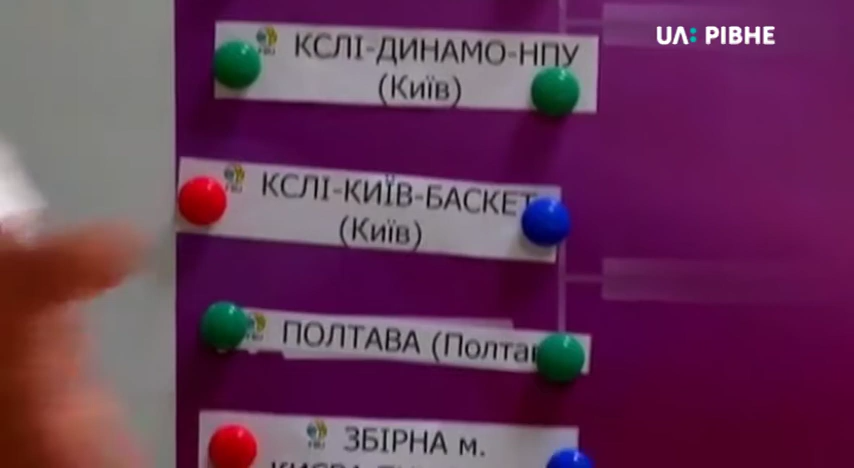 UA: РІВНЕ
КСЛІ-ДИНАМО-НПУ
(Київ)
КСЛІ-КИЇВ-БАСКЕТ
(Київ)
ПОЛТАВА (Полта
ЗБІРНА м.